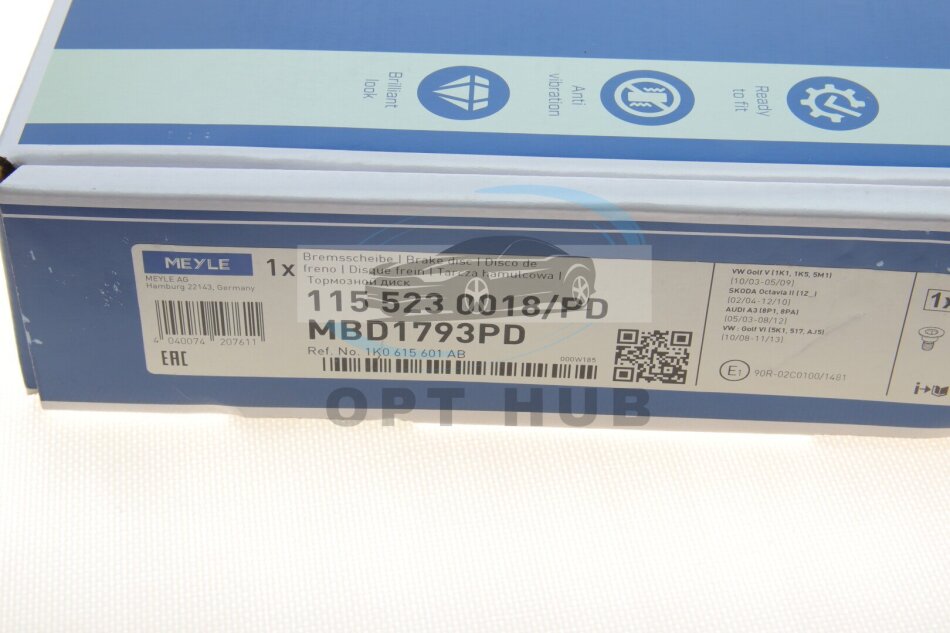 Brilliant
look
Anti
vibration
Ready
to fit
MEYLE
MEYLE AG
Hamburg 22143, Germany
4 040074 207611
EAC
1x
Bremsscheibe | Brake disc | Disco de
freno | Disque frein | Tarcza hamulcowa |
Тормозной диск
115 523 0018/PD
MBD1793PD
Ref. No. 1K0 615 601 AB
000W185
VW Golf V (1K1, 1K5, 5M1)
(10/03-05/09)
SKODA Octavia II (1Z_)
(02/04-12/10)
AUDI A3 (8P1, 8PA)
(05/03-08/12)
VW : Golf VI (5K1, 517, AJ5)
(10/08-11/13)
E1 90R-02C0100/1481
1x
i
OPT HUB